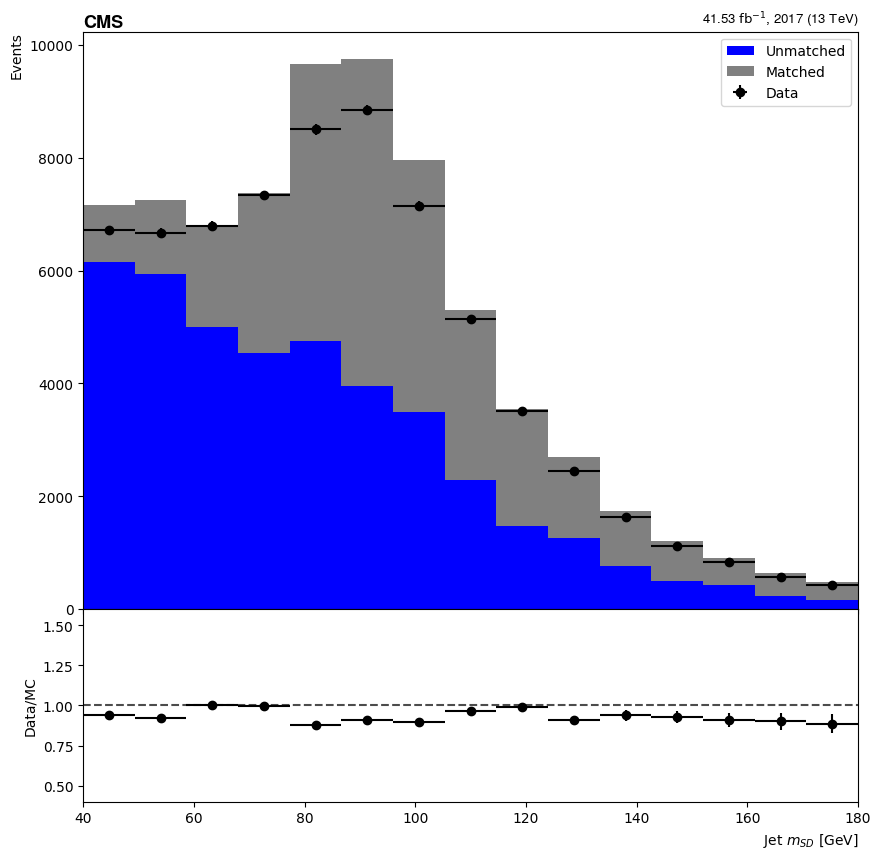 CMS
41.53 fb⁻¹, 2017 (13 TeV)
Events
10000
8000
6000
4000
2000
0
Unmatched
Matched
Data
Data/MC
1.50
1.25
1.00
0.75
0.50
40
60
80
100
120
140
160
180
Jet m_{SD} [GeV]